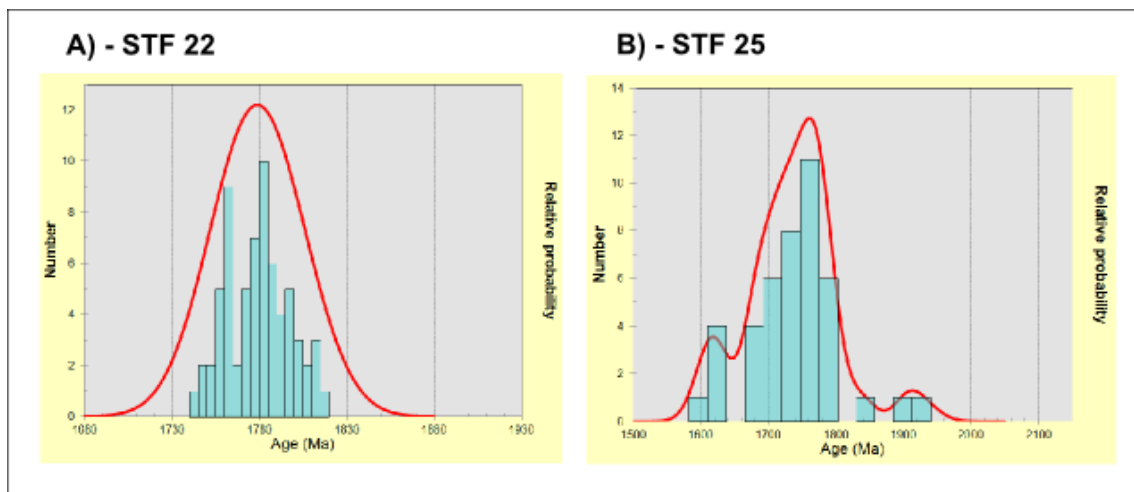 A) - STF 22
12
10
8
6
4
2
0
Number
Relative probability
1680 1730 1780 1830 1880 1930
Age (Ma)
B) - STF 25
14
12
10
8
6
4
2
0
Number
Relative probability
1500 1600 1700 1800 1900 2000 2100
Age (Ma)